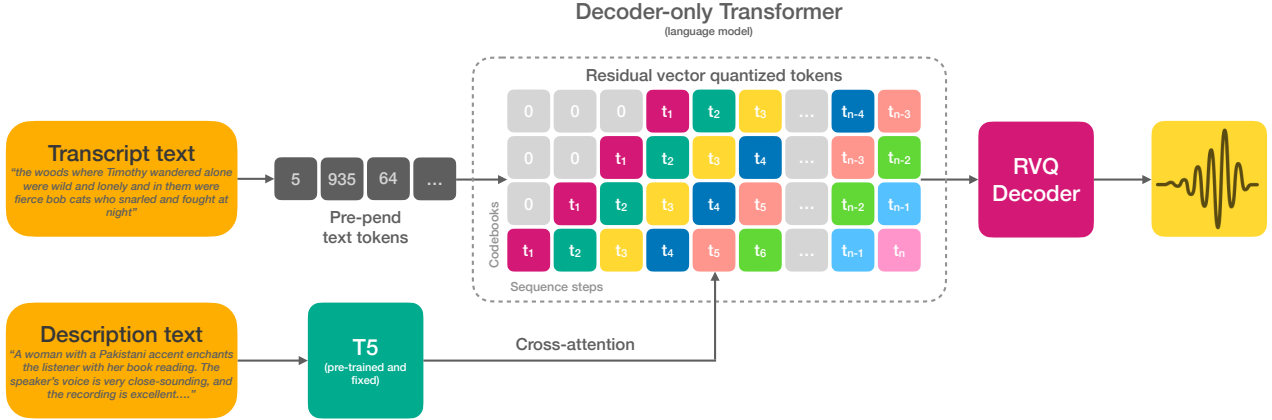 Decoder-only Transformer
(language model)
Residual vector quantized tokens
0 0 0 t1 t2 t3 ... tn-4 tn-3
0 0 t1 t2 t3 t4 ... tn-3 tn-2
0 t1 t2 t3 t4 t5 ... tn-2 tn-1
t1 t2 t3 t4 t5 t6 ... tn-1 tn
Codebooks
Sequence steps
Transcript text
"the woods where Timothy wandered alone
were wild and lonely and in them were
fierce bob cats who snarled and fought at
night"
5 935 64 ...
Pre-pend
text tokens
RVQ
Decoder
Description text
"A woman with a Pakistani accent enchants
the listener with her book reading. The
speaker's voice is very close-sounding, and
the recording is excellent...."
T5
(pre-trained and
fixed)
Cross-attention